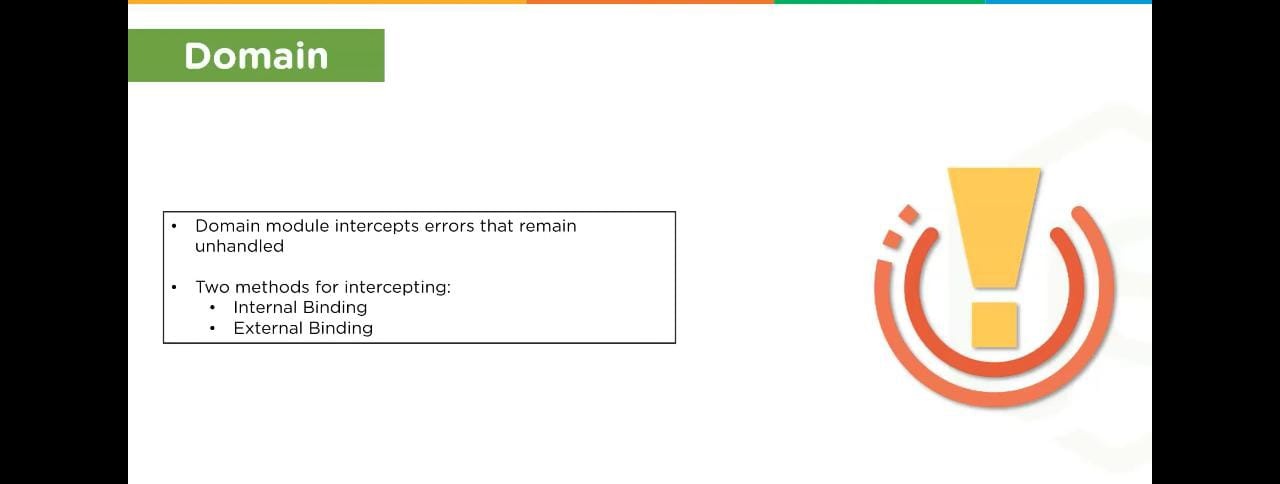 Domain
• Domain module intercepts errors that remain
unhandled
• Two methods for intercepting:
• Internal Binding
• External Binding